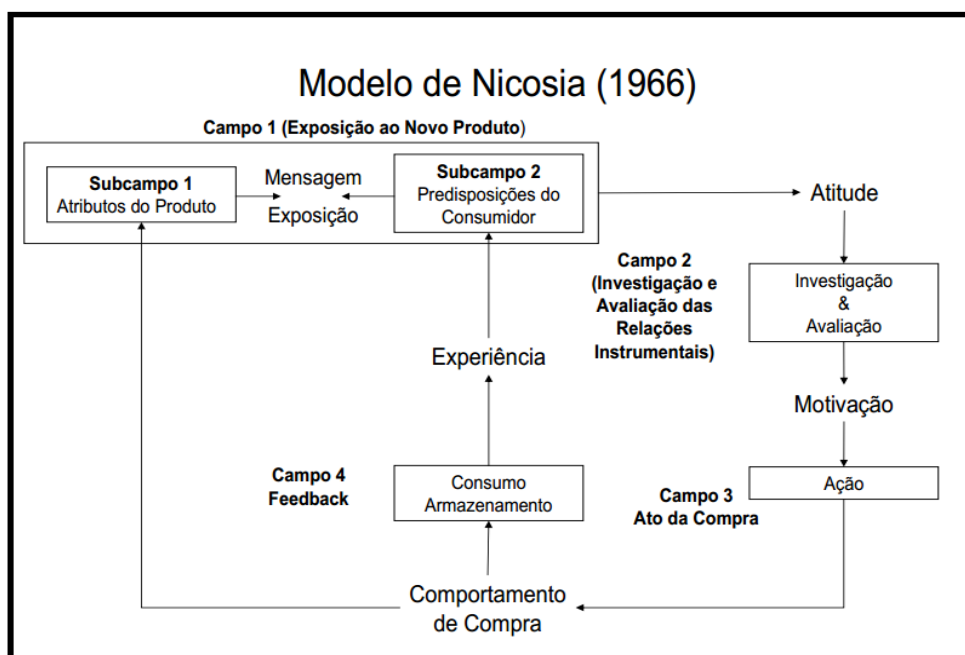 Modelo de Nicosia (1966)
Campo 1 (Exposição ao Novo Produto)
Subcampo 1
Atributos do Produto
Mensagem
Exposição
Subcampo 2
Predisposições do
Consumidor
Atitude
Campo 2
(Investigação e
Avaliação das
Relações
Instrumentais)
Investigação
&
Avaliação
Experiência
Motivação
Campo 4
Feedback
Consumo
Armazenamento
Campo 3
Ato da Compra
Ação
Comportamento
de Compra